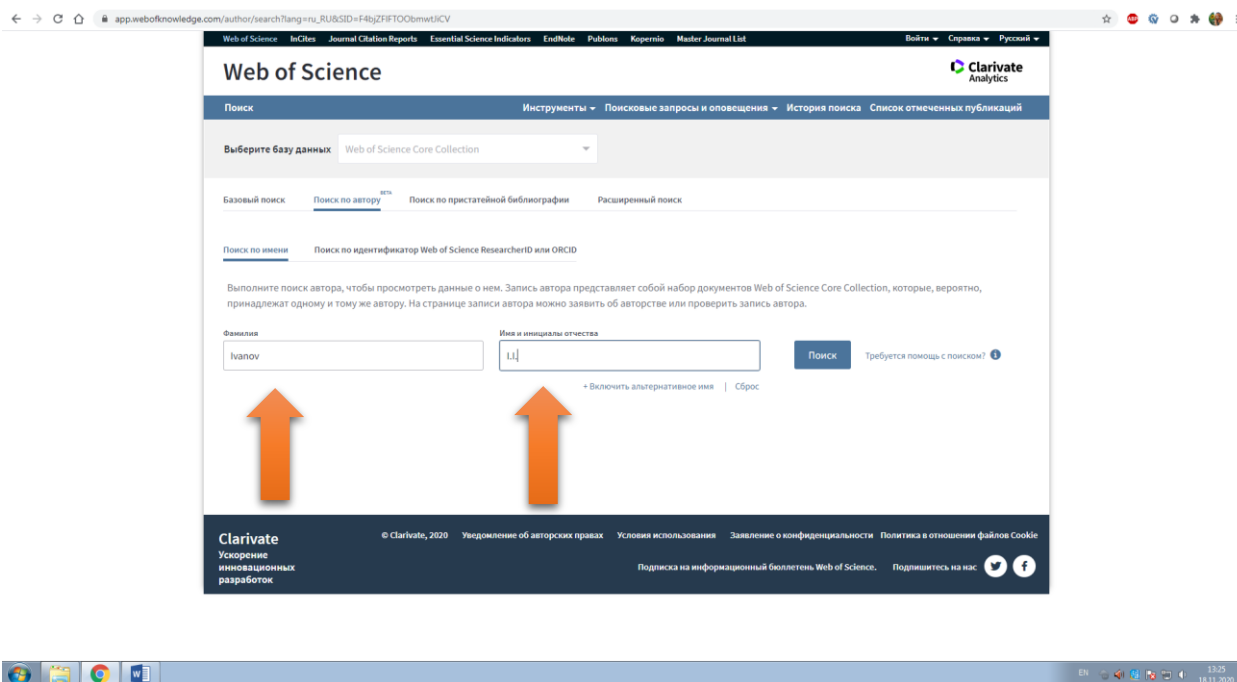 app.webofknowledge.com/author/search?lang=ru_RU&SID=F4bjZFIFTOObmwtJiCV
Web of Science InCites Journal Citation Reports Essential Science Indicators EndNote Publons Kopernio Master Journal List Войти Справка Русский
Web of Science
Clarivate
Analytics
Поиск Инструменты Поисковые запросы и оповещения История поиска Список отмеченных публикаций
Выберите базу данных Web of Science Core Collection
BETA
Базовый поиск Поиск по автору Поиск по пристатейной библиографии Расширенный поиск
Поиск по имени Поиск по идентификатор Web of Science ResearcherID или ORCID
Выполните поиск автора, чтобы просмотреть данные о нем. Запись автора представляет собой набор документов Web of Science Core Collection, которые, вероятно,
принадлежат одному и тому же автору. На странице записи автора можно заявить об авторстве или проверить запись автора.
Фамилия Имя и инициалы отчества
Ivanov I.I. Поиск Требуется помощь с поиском?
+ Включить альтернативное имя | Сброс
Clarivate © Clarivate, 2020 Уведомление об авторских правах Условия использования Заявление о конфиденциальности Политика в отношении файлов Cookie
Ускорение
инновационных
разработок
Подписка на информационный бюллетень Web of Science. Подпишитесь на нас
EN 13:25
18.11.2020